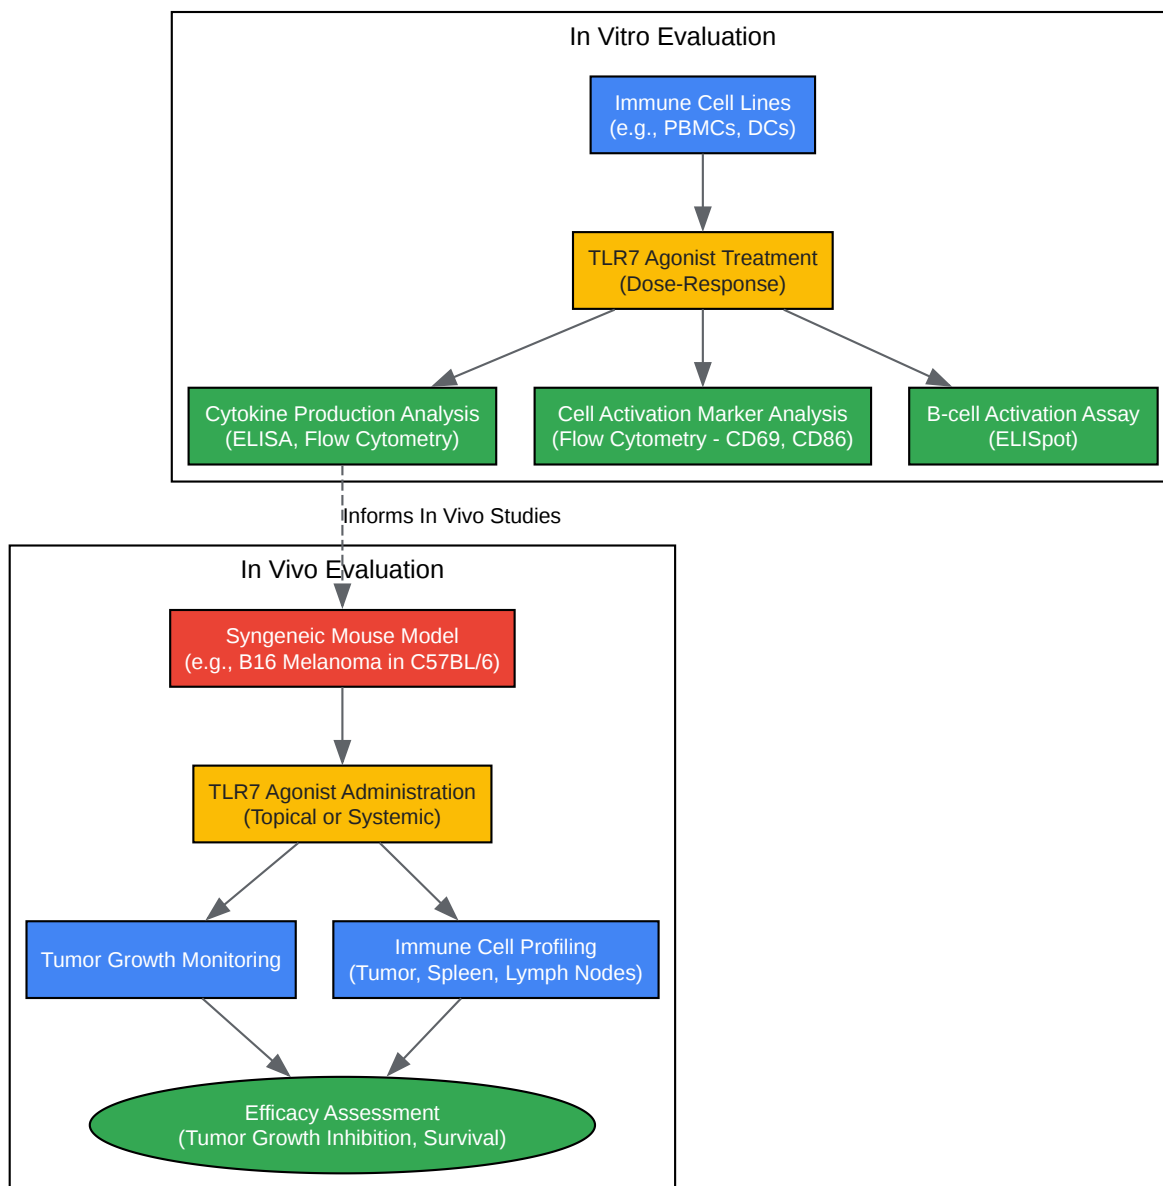 In Vitro Evaluation
Immune Cell Lines
(e.g., PBMCs, DCs)
TLR7 Agonist Treatment
(Dose-Response)
Cytokine Production Analysis
(ELISA, Flow Cytometry)
Cell Activation Marker Analysis
(Flow Cytometry - CD69, CD86)
B-cell Activation Assay
(ELISpot)
Informs In Vivo Studies
In Vivo Evaluation
Syngeneic Mouse Model
(e.g., B16 Melanoma in C57BL/6)
TLR7 Agonist Administration
(Topical or Systemic)
Tumor Growth Monitoring
Immune Cell Profiling
(Tumor, Spleen, Lymph Nodes)
Efficacy Assessment
(Tumor Growth Inhibition, Survival)